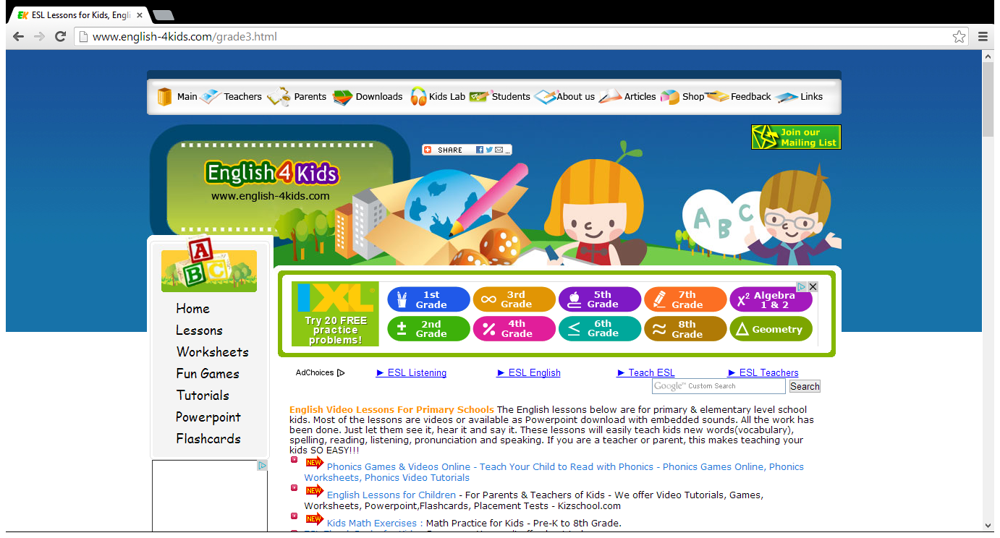 EK ESL Lessons for Kids, Engli
www.english-4kids.com/grade3.html
Main Teachers Parents Downloads Kids Lab Students About us Articles Shop Feedback Links
Join our
Mailing List
SHARE ...
English4Kids
www.english-4kids.com
A B C
A
B C
Home
Lessons
Worksheets
Fun Games
Tutorials
Powerpoint
Flashcards
IXL
Try 20 FREE
practice
problems!
1st
Grade
3rd
Grade
5th
Grade
7th
Grade
x² Algebra
1 & 2
2nd
Grade
4th
Grade
6th
Grade
8th
Grade
Geometry
AdChoices
► ESL Listening ► ESL English ► Teach ESL ► ESL Teachers
Google™ Custom Search Search
English Video Lessons For Primary Schools The English lessons below are for primary & elementary level school
kids. Most of the lessons are videos or available as Powerpoint download with embedded sounds. All the work has
been done. Just let them see it, hear it and say it. These lessons will easily teach kids new words(vocabulary),
spelling, reading, listening, pronunciation and speaking. If you are a teacher or parent, this makes teaching your
kids SO EASY!!!
NEW Phonics Games & Videos Online - Teach Your Child to Read with Phonics - Phonics Games Online, Phonics
Worksheets, Phonics Video Tutorials
NEW English Lessons for Children - For Parents & Teachers of Kids - We offer Video Tutorials, Games,
Worksheets, Powerpoint,Flashcards, Placement Tests - Kizschool.com
NEW Kids Math Exercises : Math Practice for Kids - Pre-K to 8th Grade.